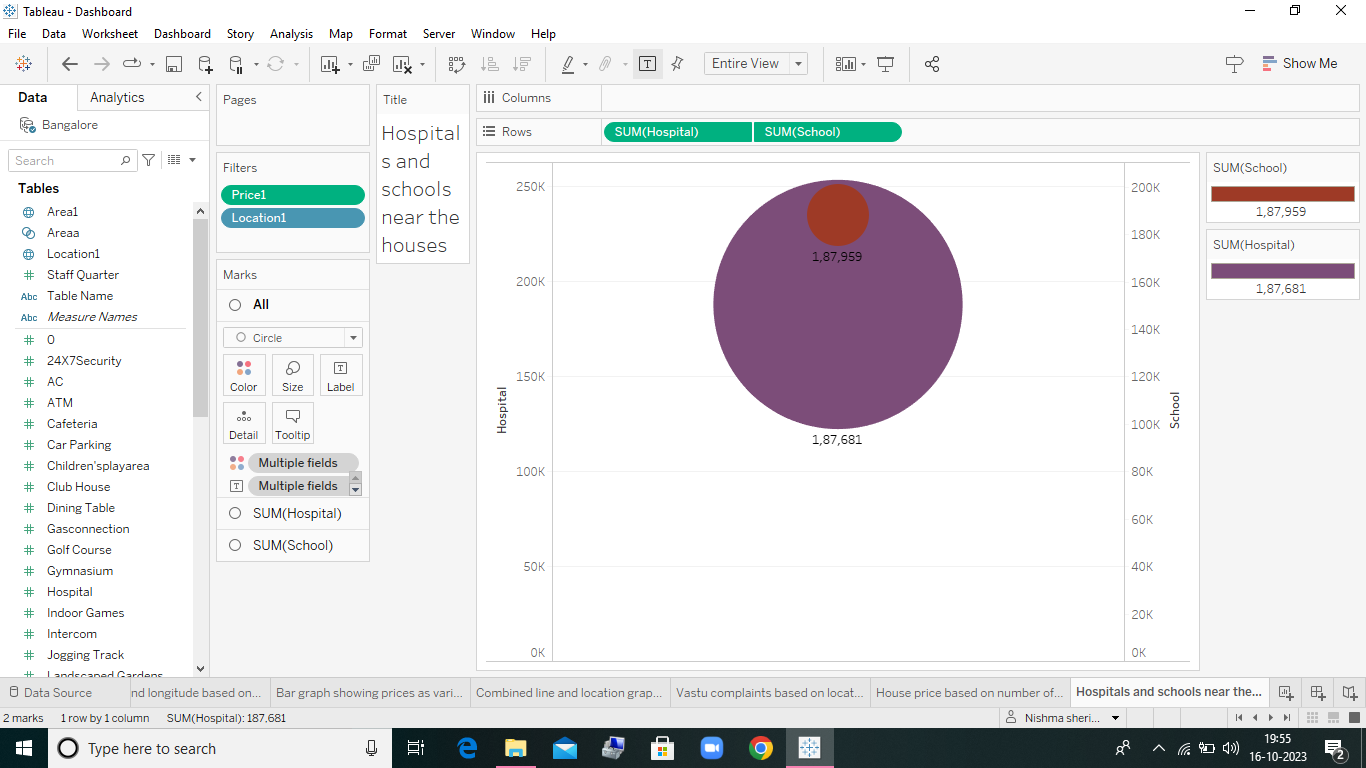 Tableau - Dashboard
File Data Worksheet Dashboard Story Analysis Map Format Server Window Help
Entire View
Show Me
Data Analytics
Bangalore
Search
Tables
Area1
Areaa
Location1
Staff Quarter
Abc Table Name
Abc Measure Names
0
24X7Security
AC
ATM
Cafeteria
Car Parking
Children'splayarea
Club House
Dining Table
Gasconnection
Golf Course
Gymnasium
Hospital
Indoor Games
Intercom
Jogging Track
Landscaped Gardens
Pages
Filters
Price1
Location1
Marks
All
Circle
Color Size Label
Detail Tooltip
Multiple fields
Multiple fields
SUM(Hospital)
SUM(School)
Title
Hospital
s and
schools
near the
houses
Columns
Rows SUM(Hospital) SUM(School)
Hospital
250K
200K
150K
100K
50K
0K
1,87,959
1,87,681
200K
180K
160K
140K
120K
100K
80K
60K
40K
20K
0K
School
SUM(School)
1,87,959
SUM(Hospital)
1,87,681
Data Source nd longitude based on... Bar graph showing prices as vari... Combined line and location grap... Vastu complaints based on locat... House price based on number of... Hospitals and schools near the...
2 marks 1 row by 1 column SUM(Hospital): 187,681 Nishma sheri...
Type here to search
19:55
16-10-2023
2